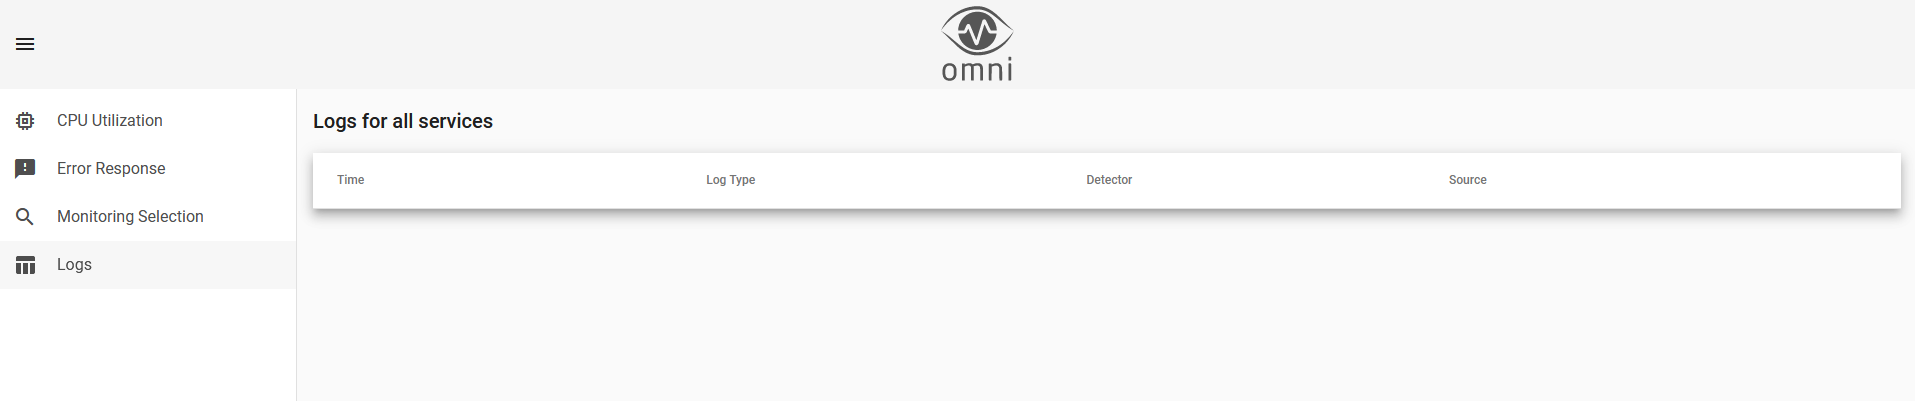 omni
CPU Utilization
Error Response
Monitoring Selection
Logs
Logs for all services
Time Log Type Detector Source